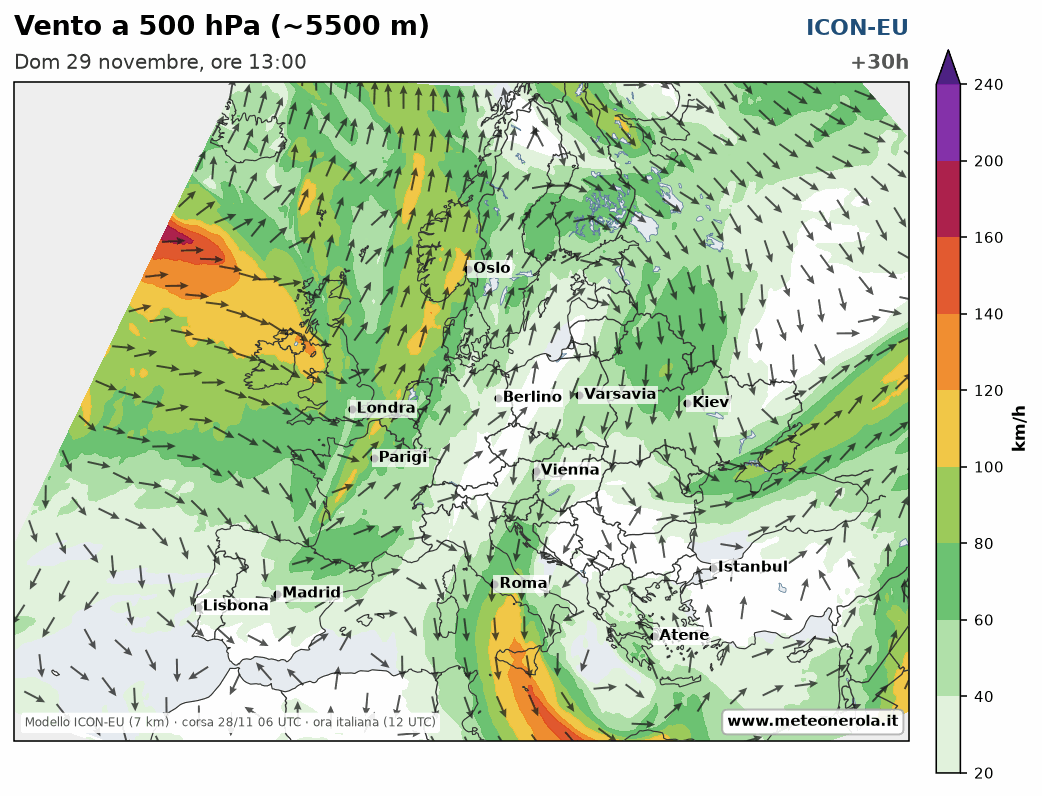 Vento a 500 hPa (~5500 m)
ICON-EU
Dom 29 novembre, ore 13:00
+30h
240
200
160
140
120
100
80
60
40
20
km/h
Oslo
Londra
Berlino
Varsavia
Kiev
Parigi
Vienna
Istanbul
Roma
Madrid
Lisbona
Atene
Modello ICON-EU (7 km) · corsa 28/11 06 UTC · ora italiana (12 UTC)
www.meteonerola.it